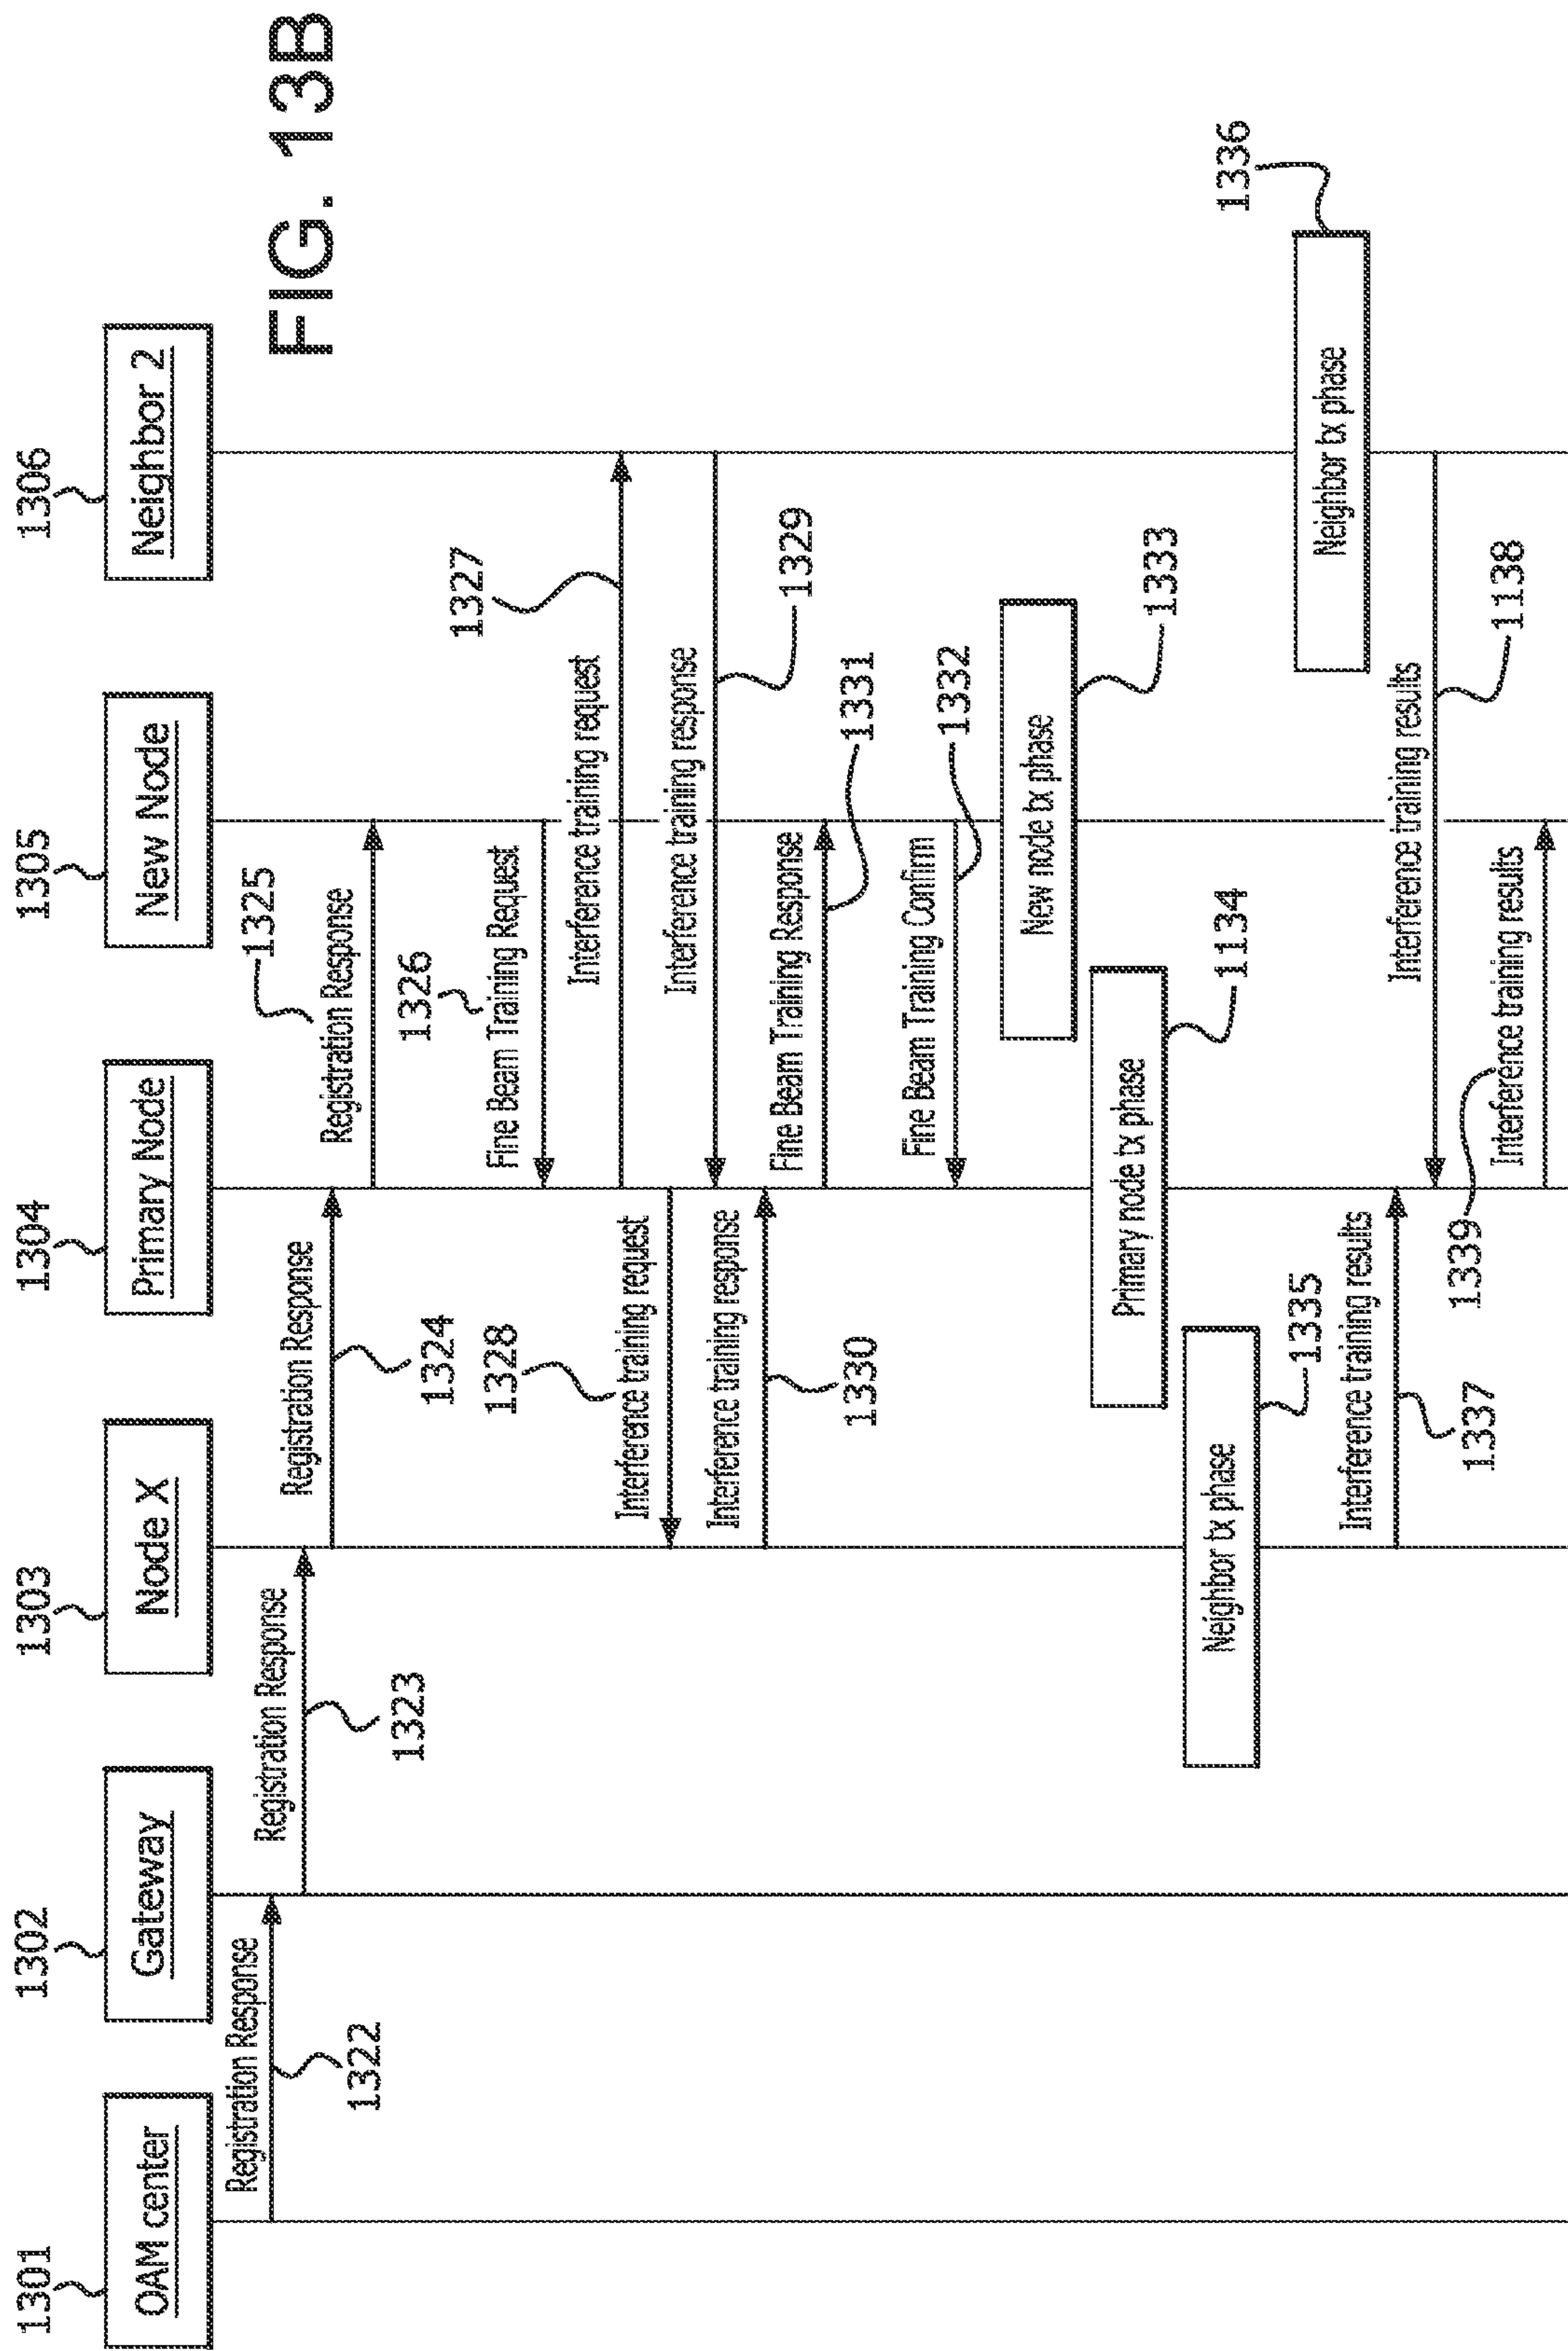 FIG. 13B
1301
1302
1303
1304
1305
1306
OAM center
Gateway
Node X
Primary Node
New Node
Neighbor 2
Registration Response
1322
Registration Response
1323
Registration Response
1324
Registration Response
1325
1326
Fine Beam Training Request
Interference training request
1327
1328
Interference training request
Interference training response
1329
Interference training response
1330
Fine Beam Training Response
1331
Fine Beam Training Confirm
1332
New node tx phase
1333
Primary node tx phase
1134
Neighbor tx phase
1335
Neighbor tx phase
1336
Interference training results
1337
Interference training results
1138
1339
Interference training results